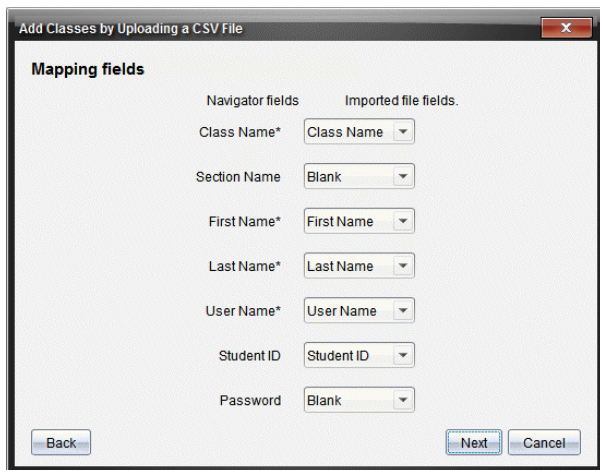 Add Classes by Uploading a CSV File
X
Mapping fields
Navigator fields Imported file fields.
Class Name* Class Name
Section Name Blank
First Name* First Name
Last Name* Last Name
User Name* User Name
Student ID Student ID
Password Blank
Back Next Cancel